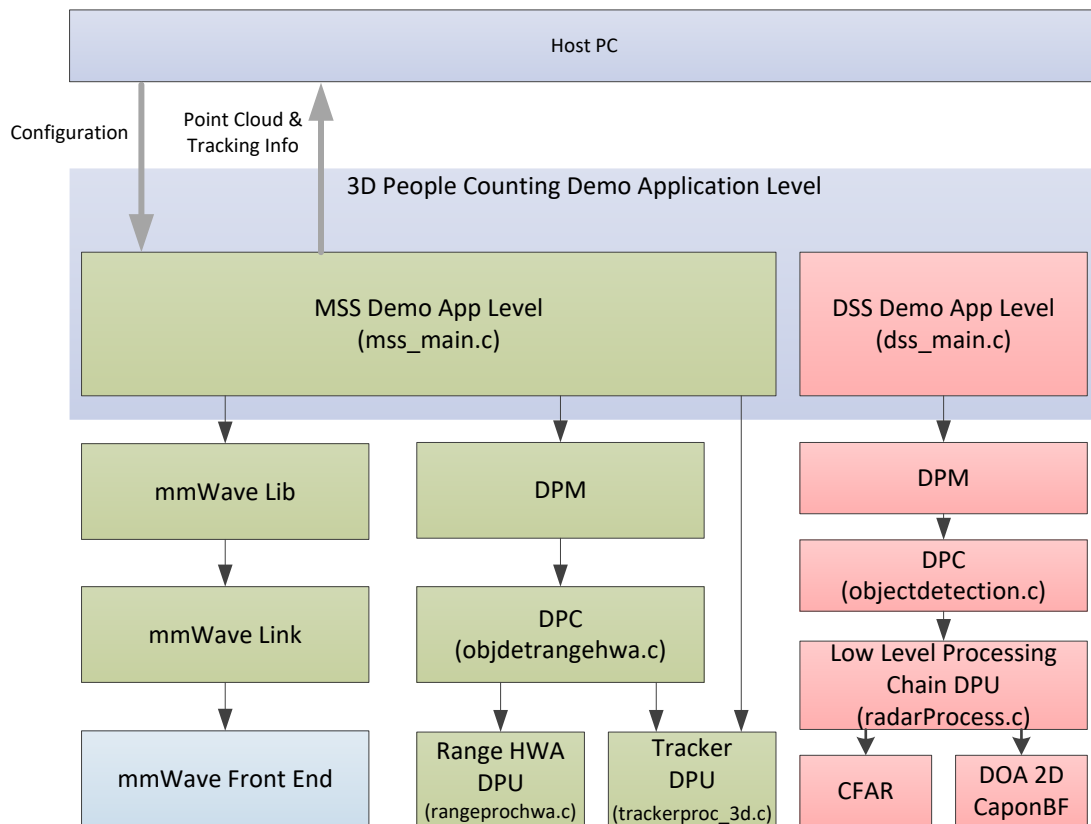 Host PC
Configuration
Point Cloud &
Tracking Info
3D People Counting Demo Application Level
MSS Demo App Level
(mss_main.c)
DSS Demo App Level
(dss_main.c)
mmWave Lib
DPM
DPM
mmWave Link
DPC
(objdetrangehwa.c)
DPC
(objectdetection.c)
Low Level Processing
Chain DPU
(radarProcess.c)
mmWave Front End
Range HWA
DPU
(rangeprochwa.c)
Tracker
DPU
(trackerproc_3d.c)
CFAR
DOA 2D
CaponBF